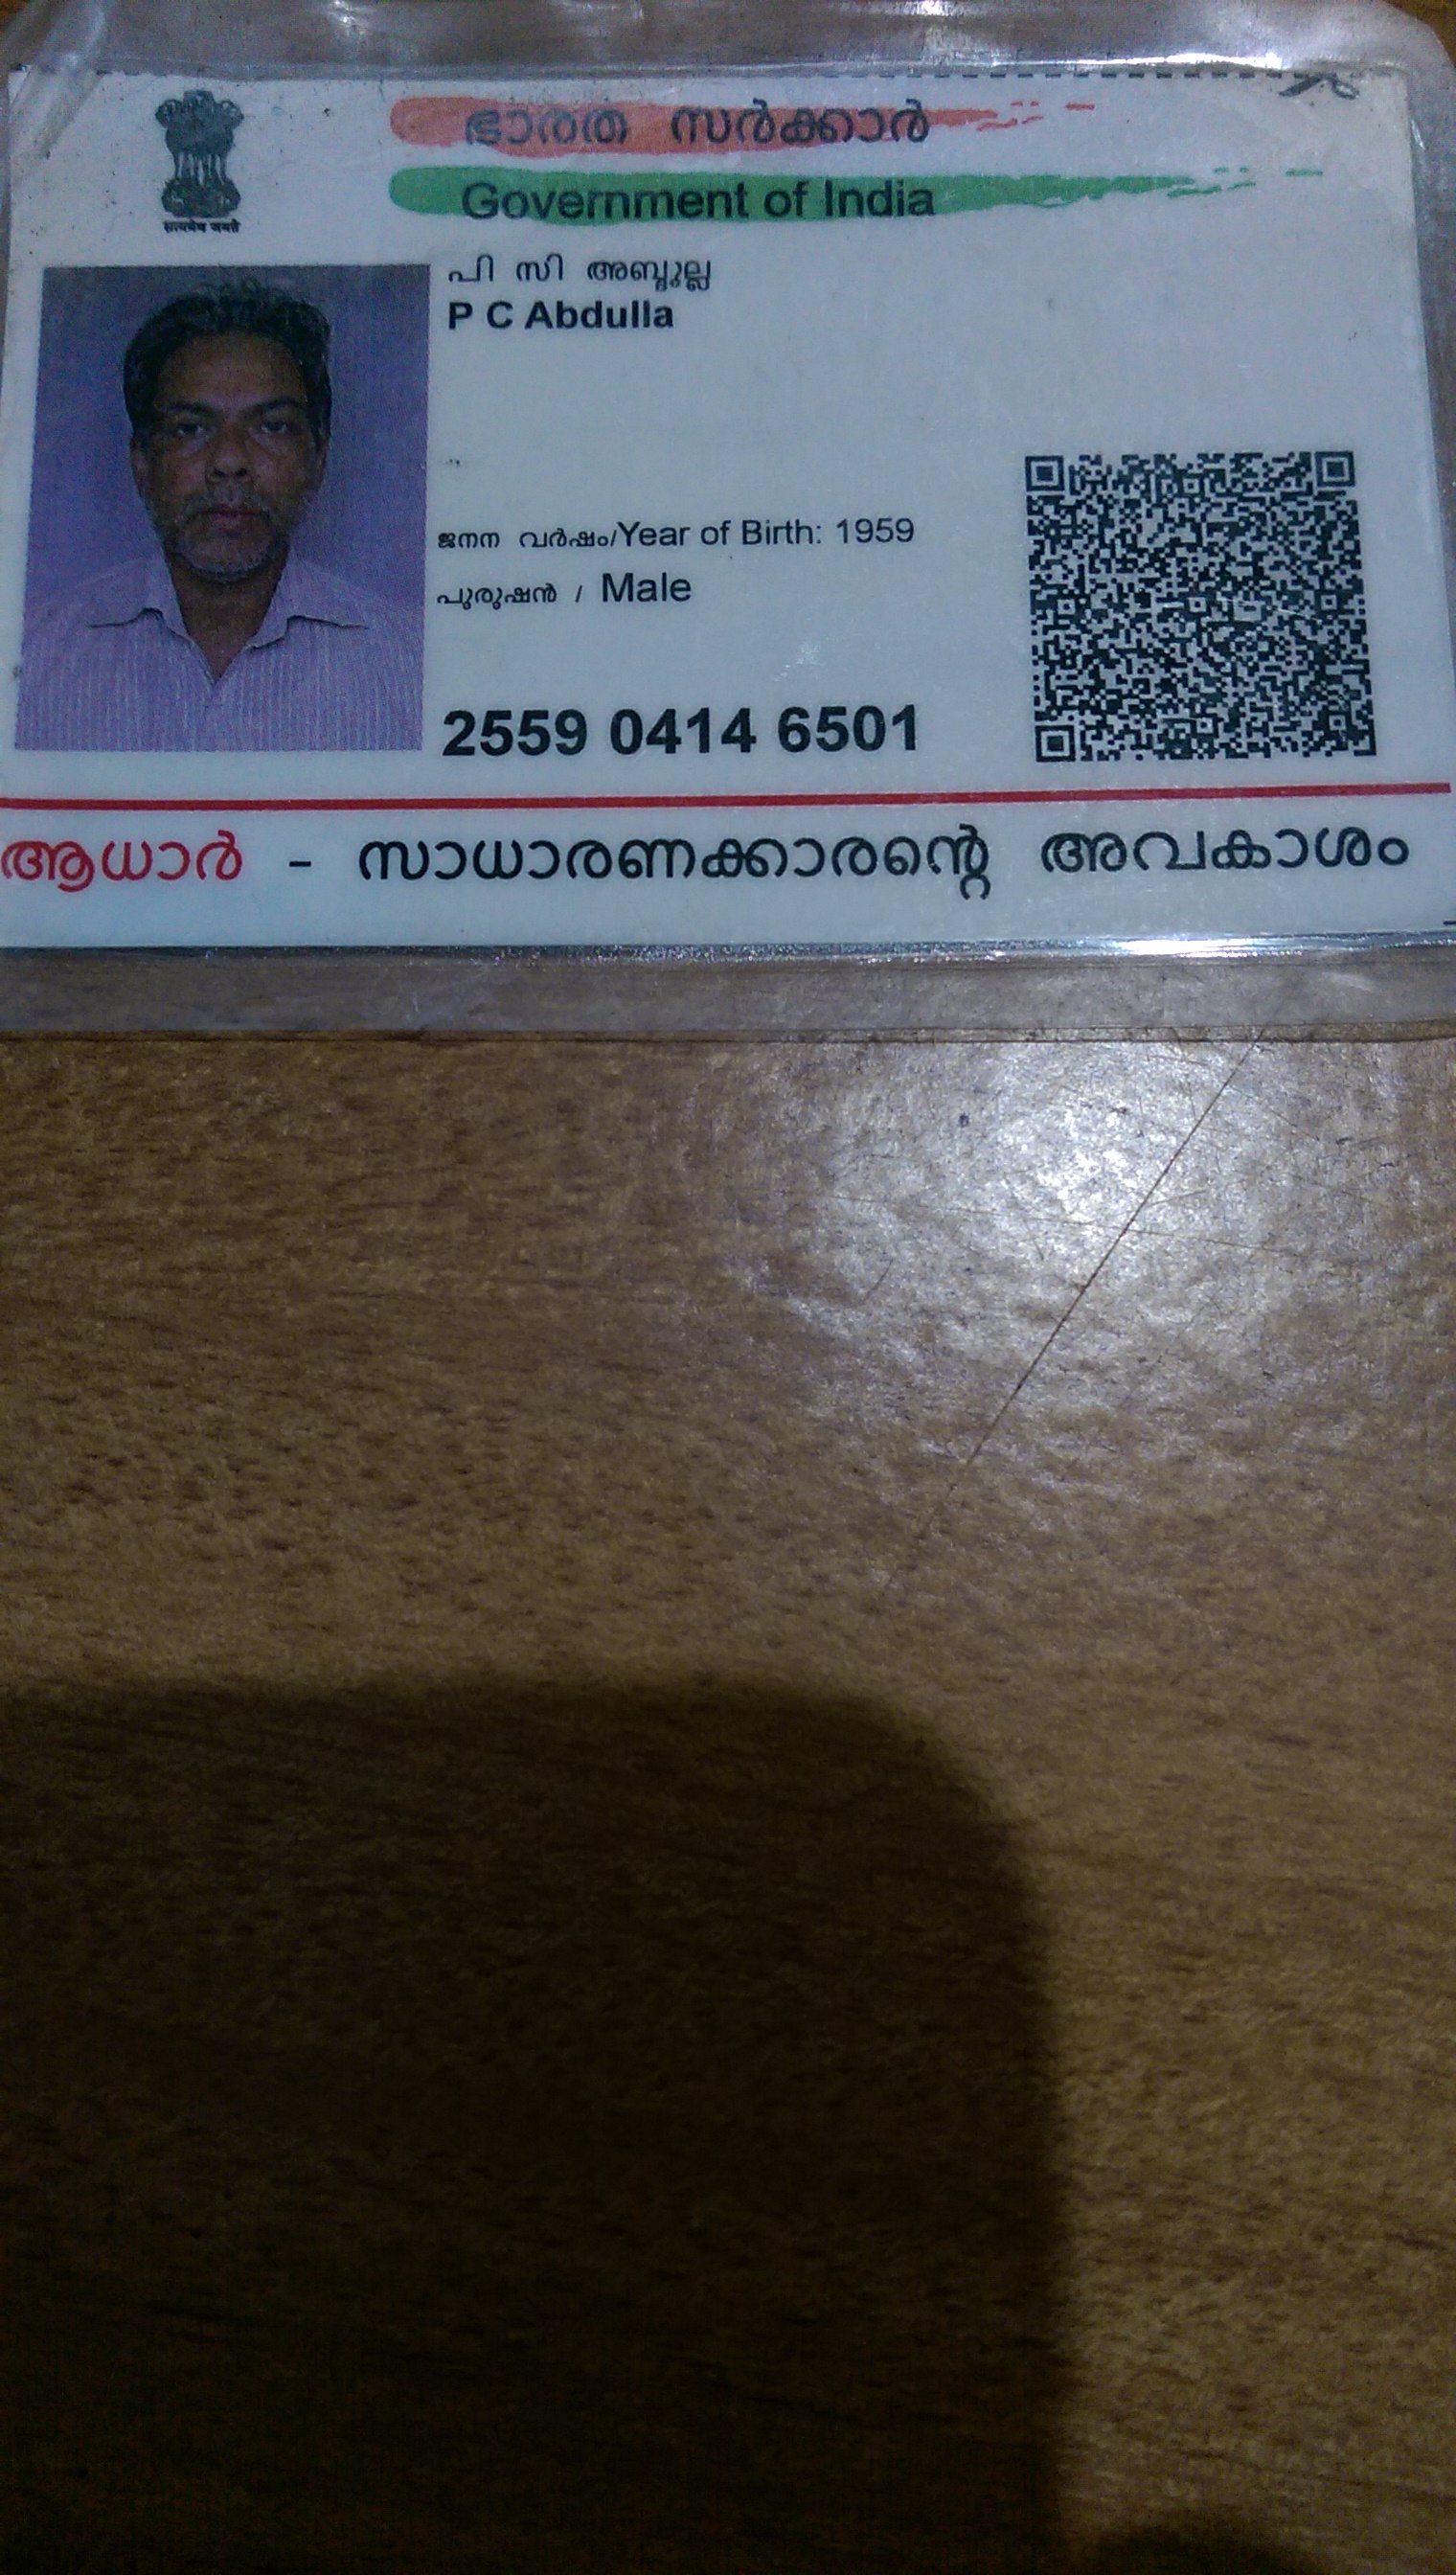 ഭാരത സർക്കാർ
Government of India
सत्यमेव जयते
പി സി അബ്ദുല്ല
P C Abdulla
ജനന വർഷം/Year of Birth: 1959
പുരുഷൻ / Male
2559 0414 6501
ആധാർ - സാധാരണക്കാരന്റെ അവകാശം